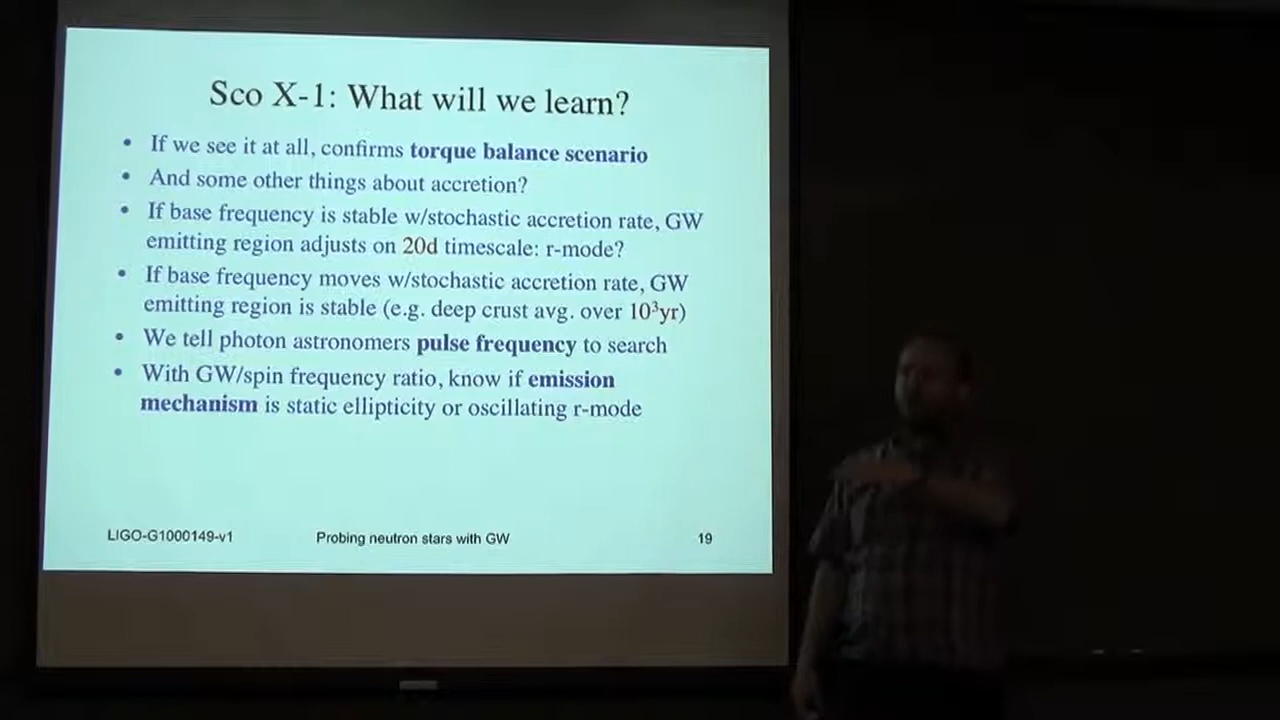 Sco X-1: What will we learn?
• If we see it at all, confirms torque balance scenario
• And some other things about accretion?
• If base frequency is stable w/stochastic accretion rate, GW
emitting region adjusts on 20d timescale: r-mode?
• If base frequency moves w/stochastic accretion rate, GW
emitting region is stable (e.g. deep crust avg. over 10³yr)
• We tell photon astronomers pulse frequency to search
• With GW/spin frequency ratio, know if emission
mechanism is static ellipticity or oscillating r-mode
LIGO-G1000149-v1 Probing neutron stars with GW 19